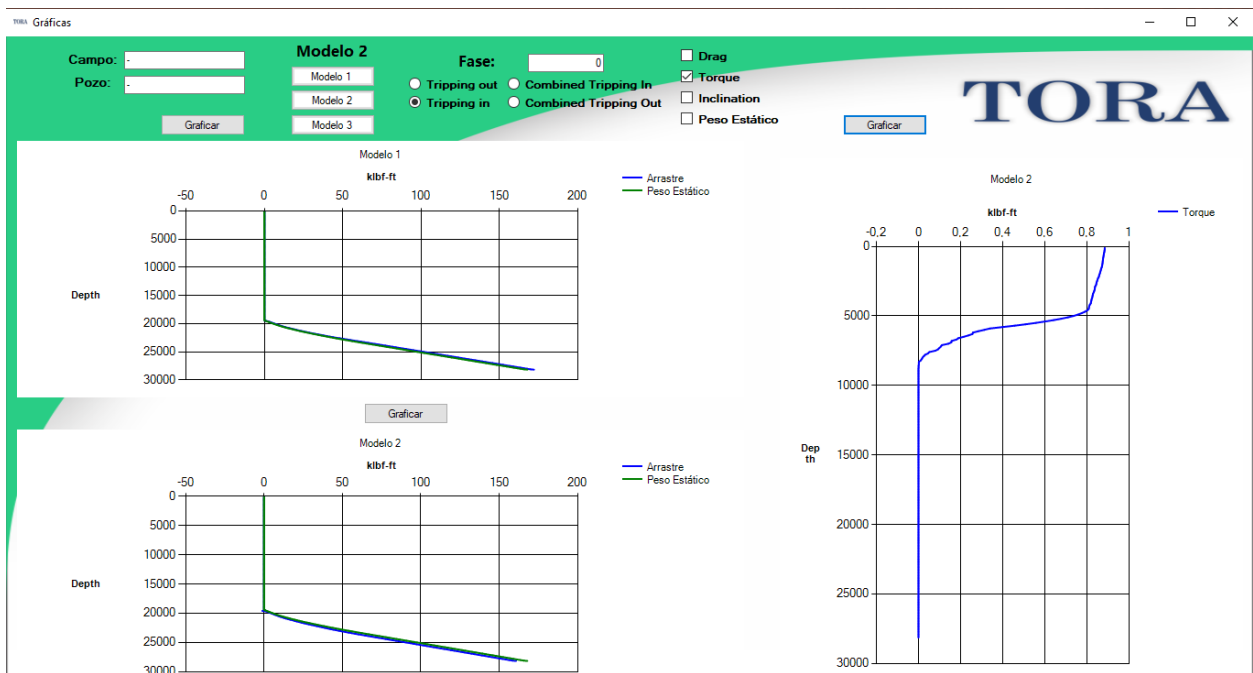 TORA Gráficas
Campo: -
Pozo: -
Graficar
Modelo 2
Modelo 1
Modelo 2
Modelo 3
Fase: 0
Tripping out Combined Tripping In
Tripping in Combined Tripping Out
Drag
Torque
Inclination
Peso Estático
Graficar
TORA
Modelo 1
klbf-ft
-50 0 50 100 150 200
Arrastre
Peso Estático
0
5000
10000
Depth
15000
20000
25000
30000
Graficar
Modelo 2
klbf-ft
-50 0 50 100 150 200
Arrastre
Peso Estático
0
5000
10000
Depth
15000
20000
25000
30000
Modelo 2
klbf-ft
Torque
-0,2 0 0,2 0,4 0,6 0,8 1
0
5000
10000
Dep
th
15000
20000
25000
30000